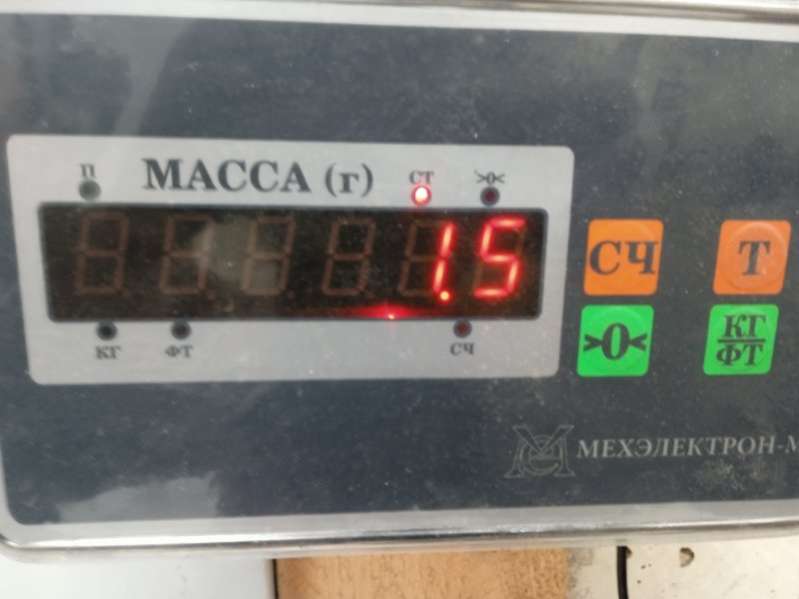 П МАССА (г) СТ >0<
1.5
КГ ФТ СЧ
СЧ Т
>0< КГ/ФТ
МЕХЭЛЕКТРОН-М